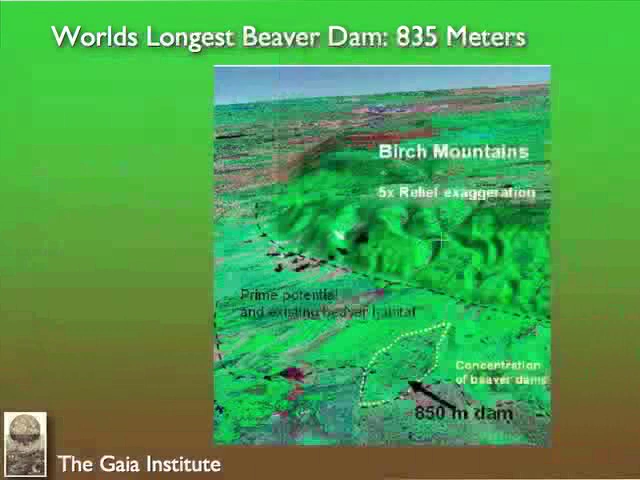 Worlds Longest Beaver Dam: 835 Meters
Birch Mountains
5x Relief exaggeration
Prime potential
and existing beaver habitat
Concentration
of beaver dams
850 m dam
The Gaia Institute